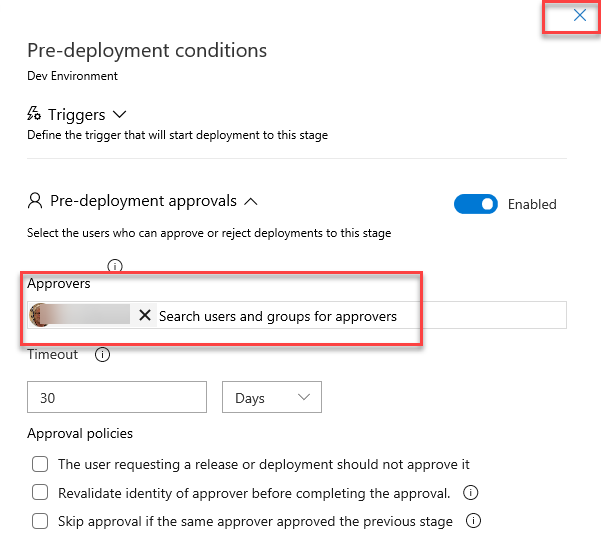 Pre-deployment conditions
Dev Environment
Triggers
Define the trigger that will start deployment to this stage
Pre-deployment approvals
Enabled
Select the users who can approve or reject deployments to this stage
Approvers
Search users and groups for approvers
Timeout
30 Days
Approval policies
The user requesting a release or deployment should not approve it
Revalidate identity of approver before completing the approval.
Skip approval if the same approver approved the previous stage